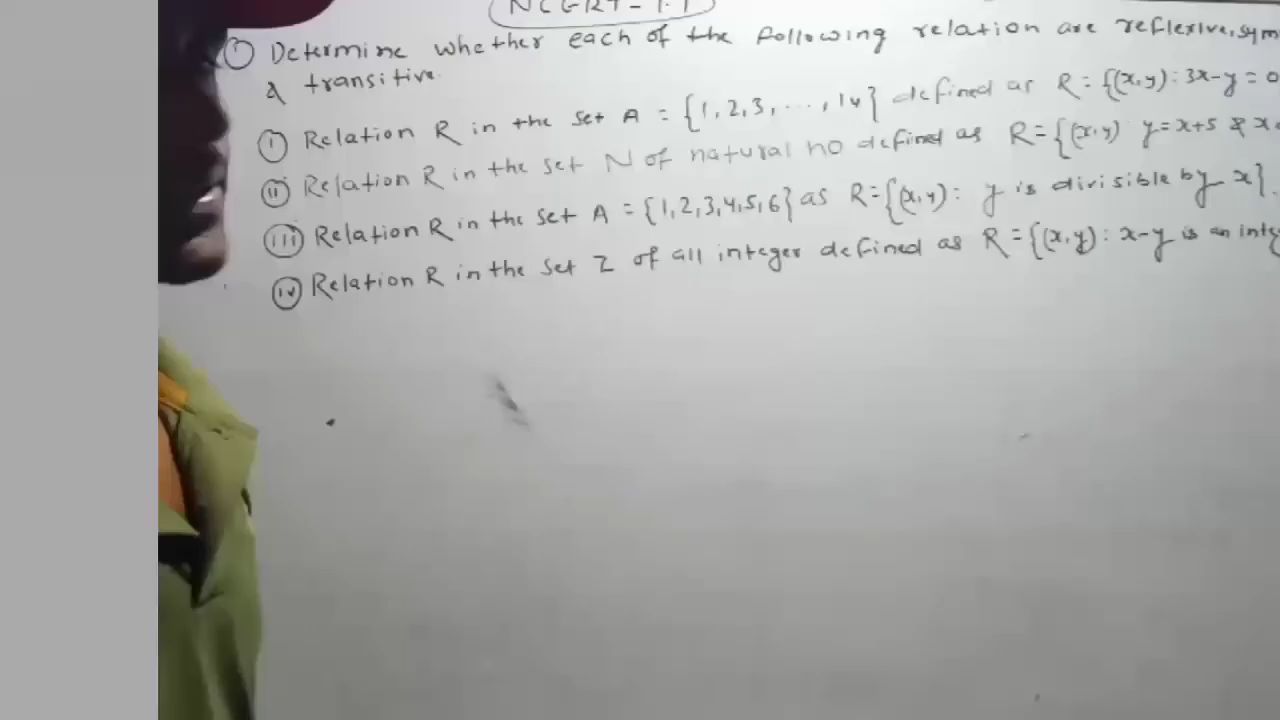 NCERT - 1.1
① Determine whether each of the following relation are reflexive, sym
& transitive.
ⓘ Relation R in the set A = {1, 2, 3, ..., 14} defined as R = {(x, y) : 3x - y = 0
ⓘⓘ Relation R in the set N of natural no defined as R = {(x, y) y = x + 5 & x
ⓘⓘⓘ Relation R in the set A = {1, 2, 3, 4, 5, 6} as R = {(x, y) : y is divisible by x}.
ⓘⓥ Relation R in the set Z of all integer defined as R = {(x, y) : x - y is an inte